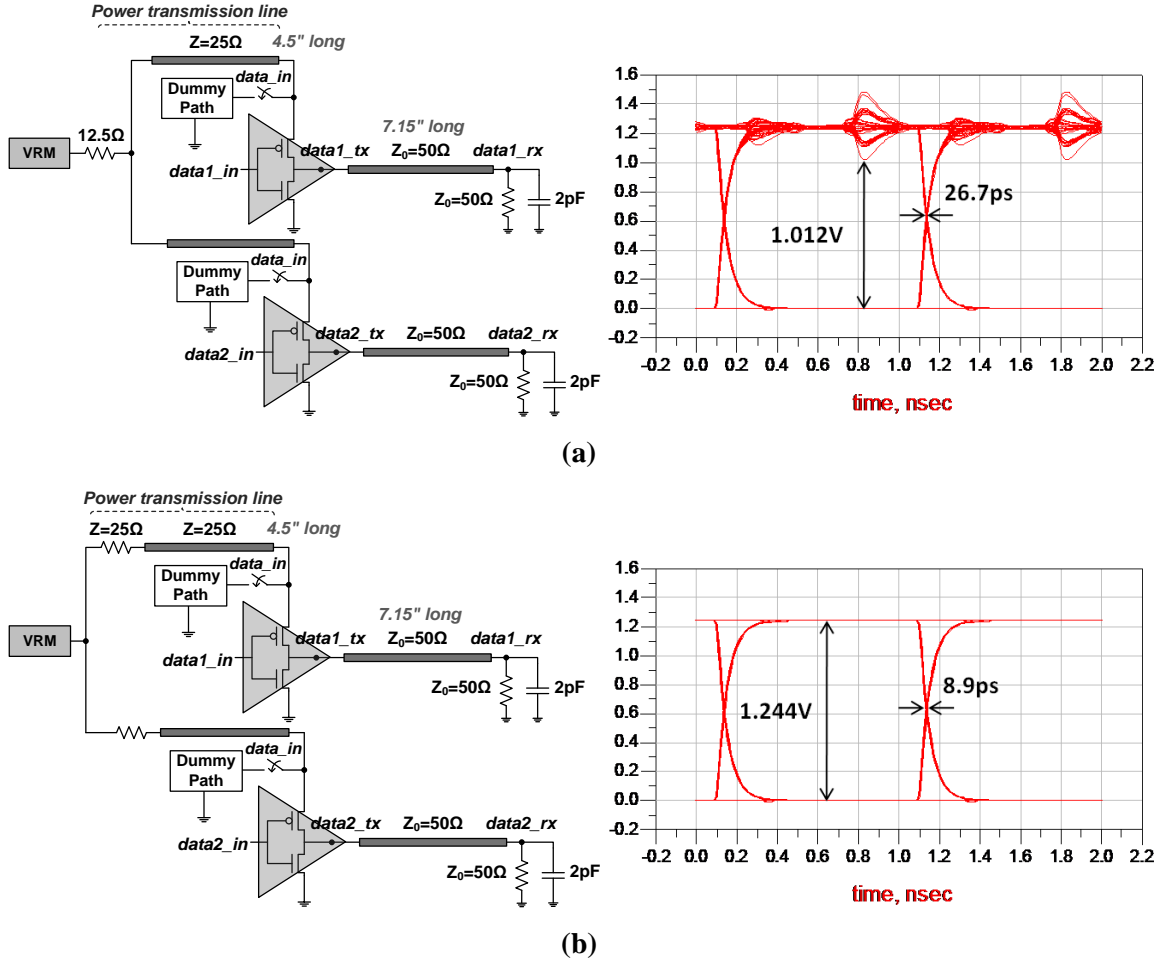 Power transmission line
Z=25Ω 4.5" long
data_in
Dummy Path
12.5Ω
VRM
7.15" long
data1_tx Z₀=50Ω data1_rx
data1_in
Z₀=50Ω 2pF
data_in
Dummy Path
data2_tx Z₀=50Ω data2_rx
data2_in
Z₀=50Ω 2pF
1.6
1.4
1.2
1.0
0.8
0.6
0.4
0.2
0.0
-0.2
26.7ps
1.012V
-0.2 0.0 0.2 0.4 0.6 0.8 1.0 1.2 1.4 1.6 1.8 2.0 2.2
time, nsec
(a)
Power transmission line
Z=25Ω Z=25Ω 4.5" long
data_in
Dummy Path
VRM
7.15" long
data1_tx Z₀=50Ω data1_rx
data1_in
Z₀=50Ω 2pF
data_in
Dummy Path
data2_tx Z₀=50Ω data2_rx
data2_in
Z₀=50Ω 2pF
1.6
1.4
1.2
1.0
0.8
0.6
0.4
0.2
0.0
-0.2
8.9ps
1.244V
-0.2 0.0 0.2 0.4 0.6 0.8 1.0 1.2 1.4 1.6 1.8 2.0 2.2
time, nsec
(b)